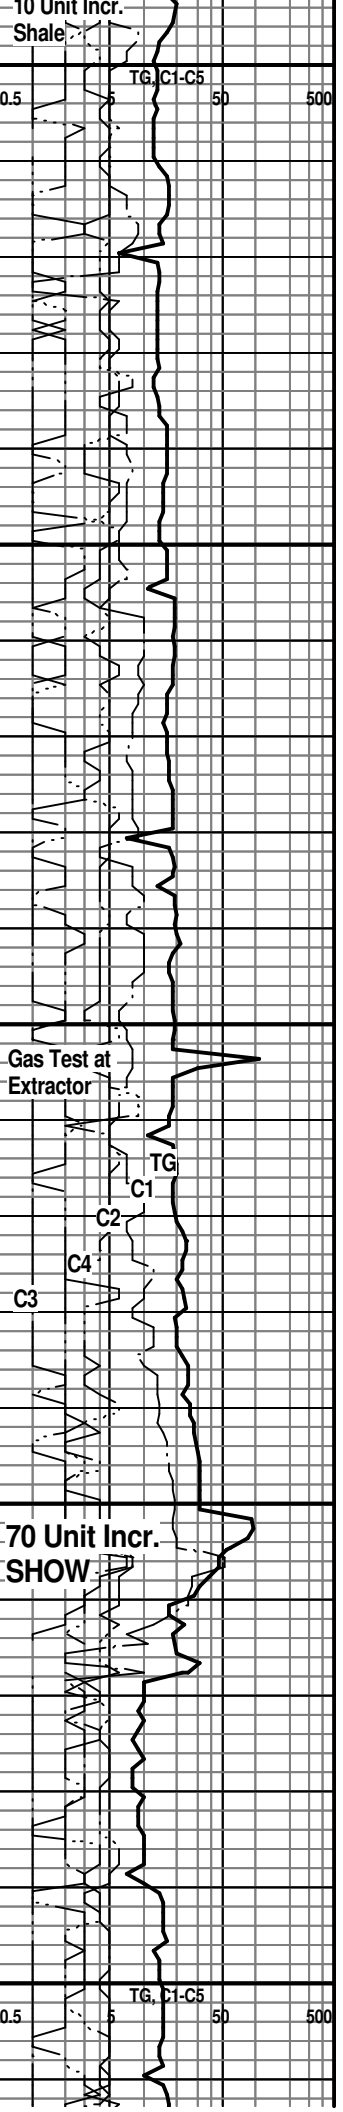 10 Unit Incr.
Shale
TG, C1-C5
0.5 5 50 500
Gas Test at
Extractor
TG
C1
C2
C4
C3
70 Unit Incr.
SHOW
TG, C1-C5
0.5 5 50 500